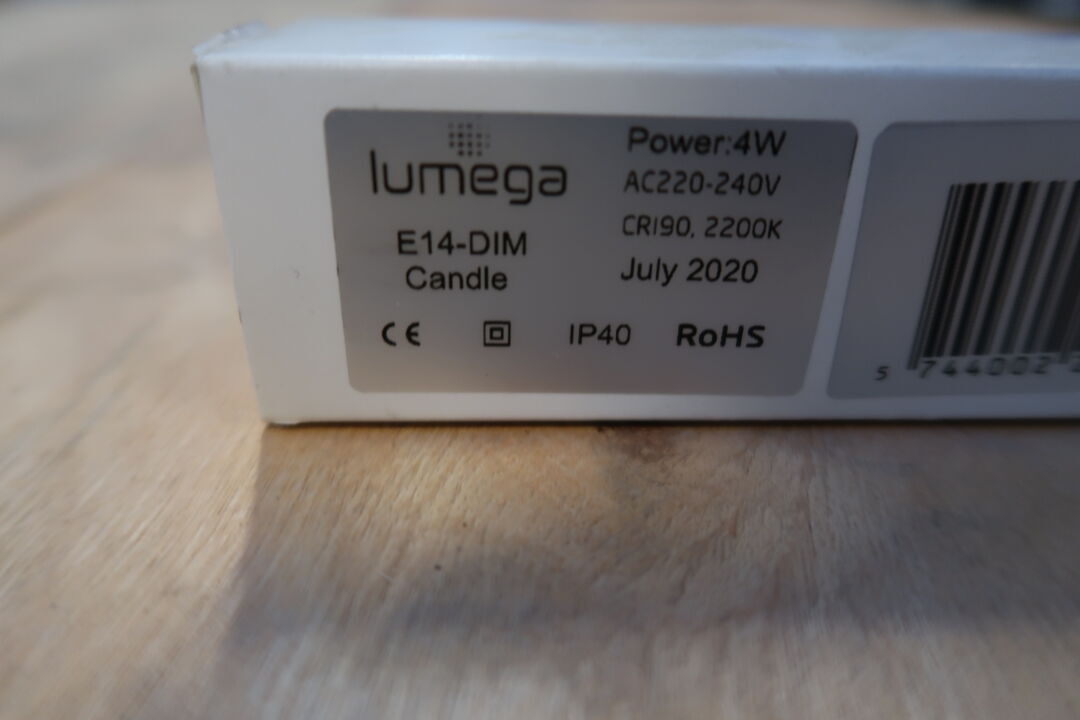 lumega
E14-DIM
Candle
Power:4W
AC220-240V
CRI90, 2200K
July 2020
CE
IP40
RoHS
5 744002